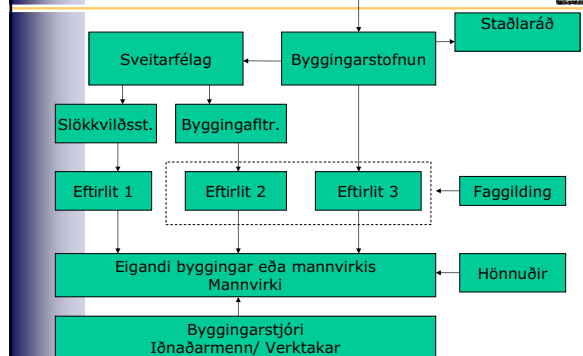 Staðlaráð
Sveitarfélag
Byggingarstofnun
Slökkvilðsst.
Byggingafltr.
Eftirlit 1
Eftirlit 2
Eftirlit 3
Faggilding
Eigandi byggingar eða mannvirkis
Mannvirki
Hönnuðir
Byggingarstjóri
Iðnaðarmenn/ Verktakar